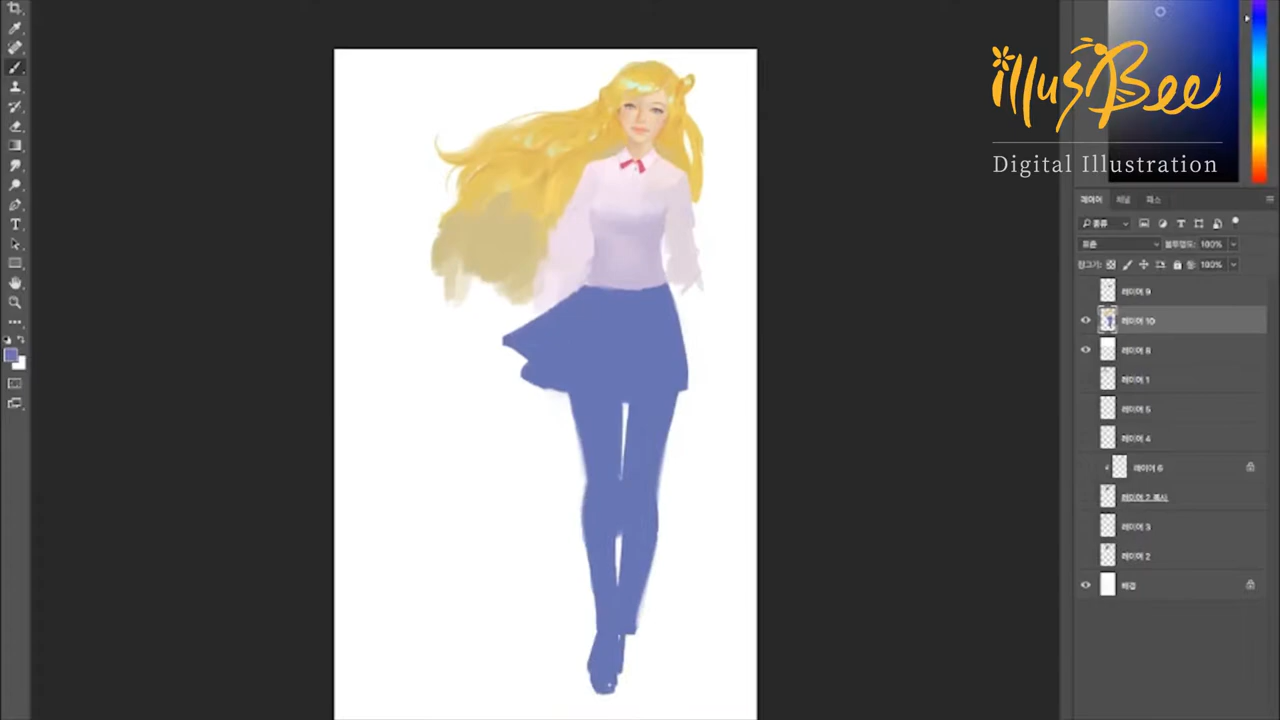 illusBee
Digital Illustration
레이어 채널 패스
종류
표준 불투명도: 100%
잠그기: 칠: 100%
레이어 9
레이어 10
레이어 8
레이어 1
레이어 5
레이어 4
레이어 6
레이어 2 복사
레이어 3
레이어 2
배경